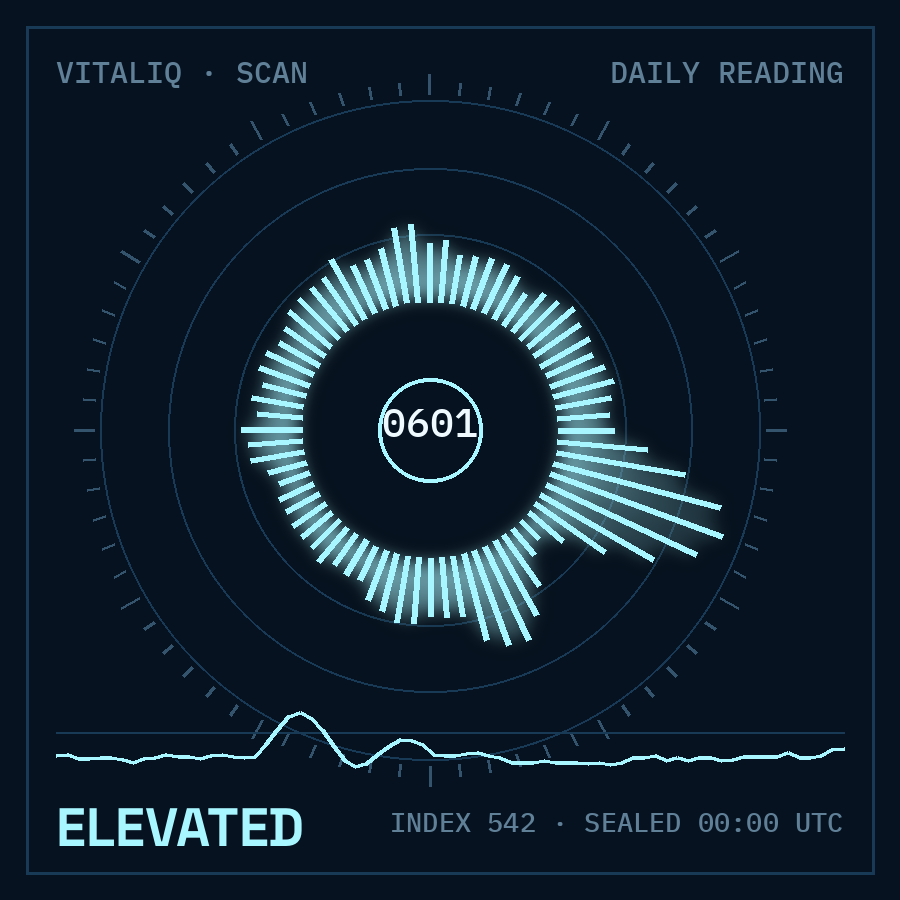 VITALIQ · SCAN
DAILY READING
0601
ELEVATED
INDEX 542 · SEALED 00:00 UTC